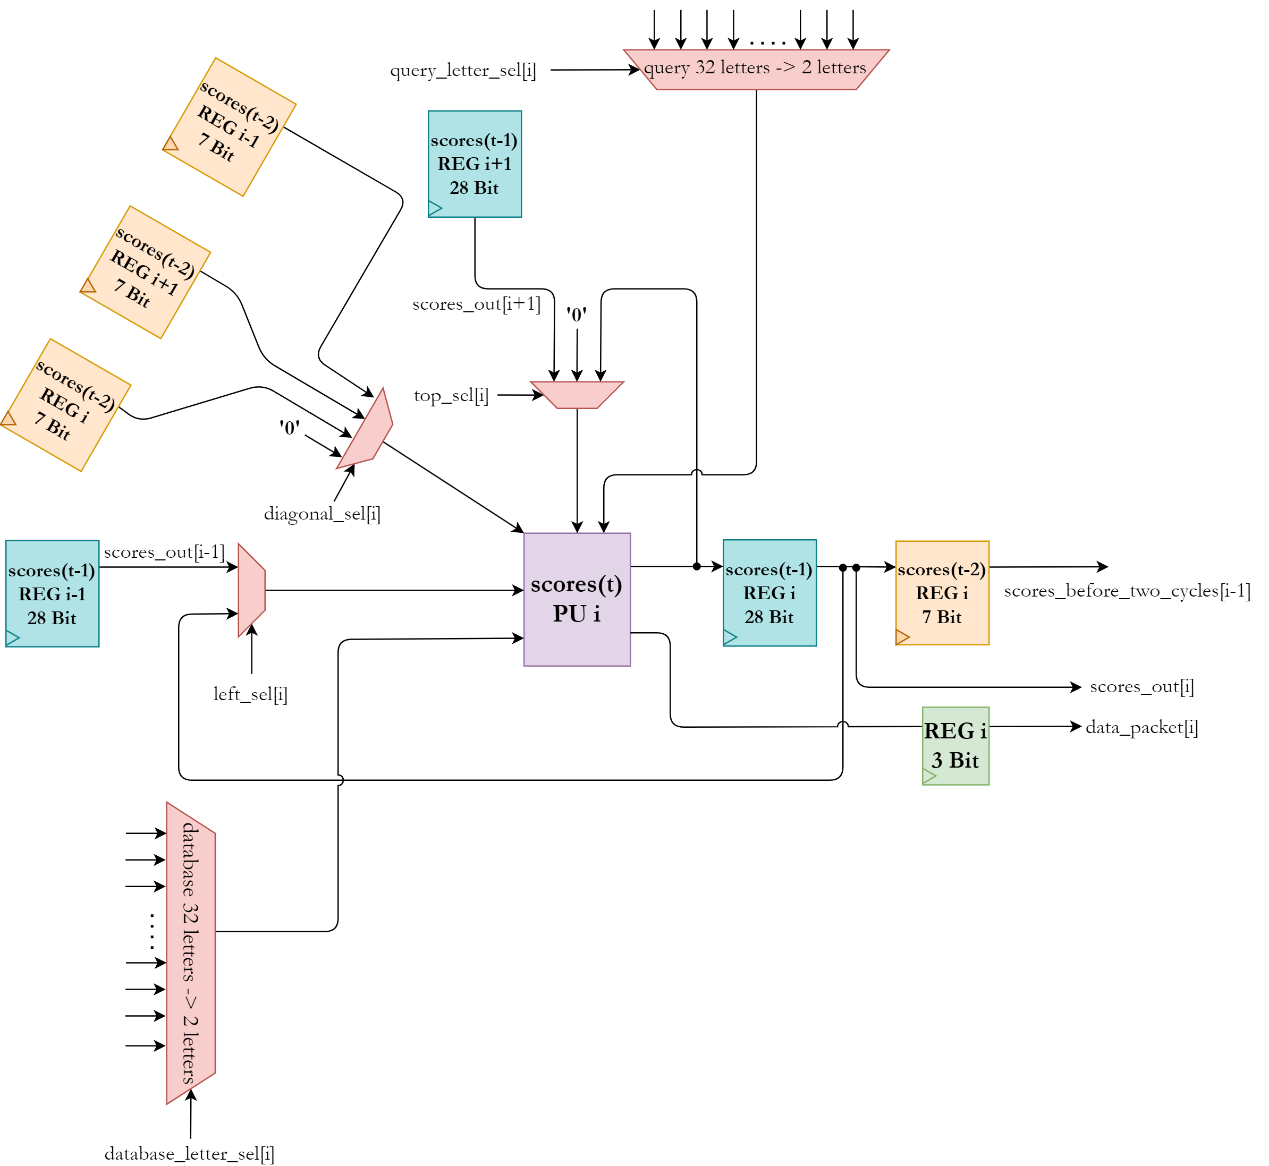 query_letter_sel[i]
query 32 letters -> 2 letters
scores(t-2)
REG i-1
7 Bit
scores(t-1)
REG i+1
28 Bit
scores(t-2)
REG i+1
7 Bit
scores_out[i+1]
'0'
scores(t-2)
REG i
7 Bit
top_sel[i]
'0'
diagonal_sel[i]
scores_out[i-1]
scores(t-1)
REG i-1
28 Bit
scores(t)
PU i
scores(t-1)
REG i
28 Bit
scores(t-2)
REG i
7 Bit
scores_before_two_cycles[i-1]
left_sel[i]
scores_out[i]
REG i
3 Bit
data_packet[i]
database 32 letters -> 2 letters
database_letter_sel[i]